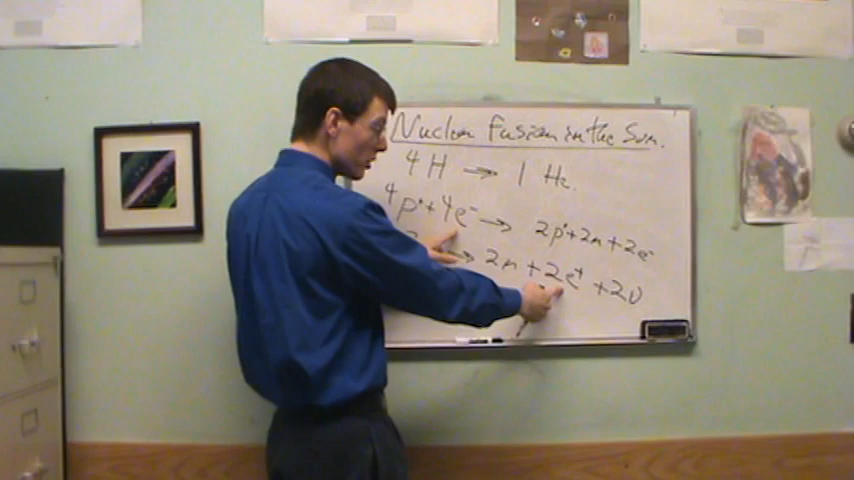 Nuclear Fusion in the Sun.
4 H → 1 He.
4p⁺+4e⁻ → 2p⁺+2n+2e⁻
→ 2n + 2e⁺ + 2ν